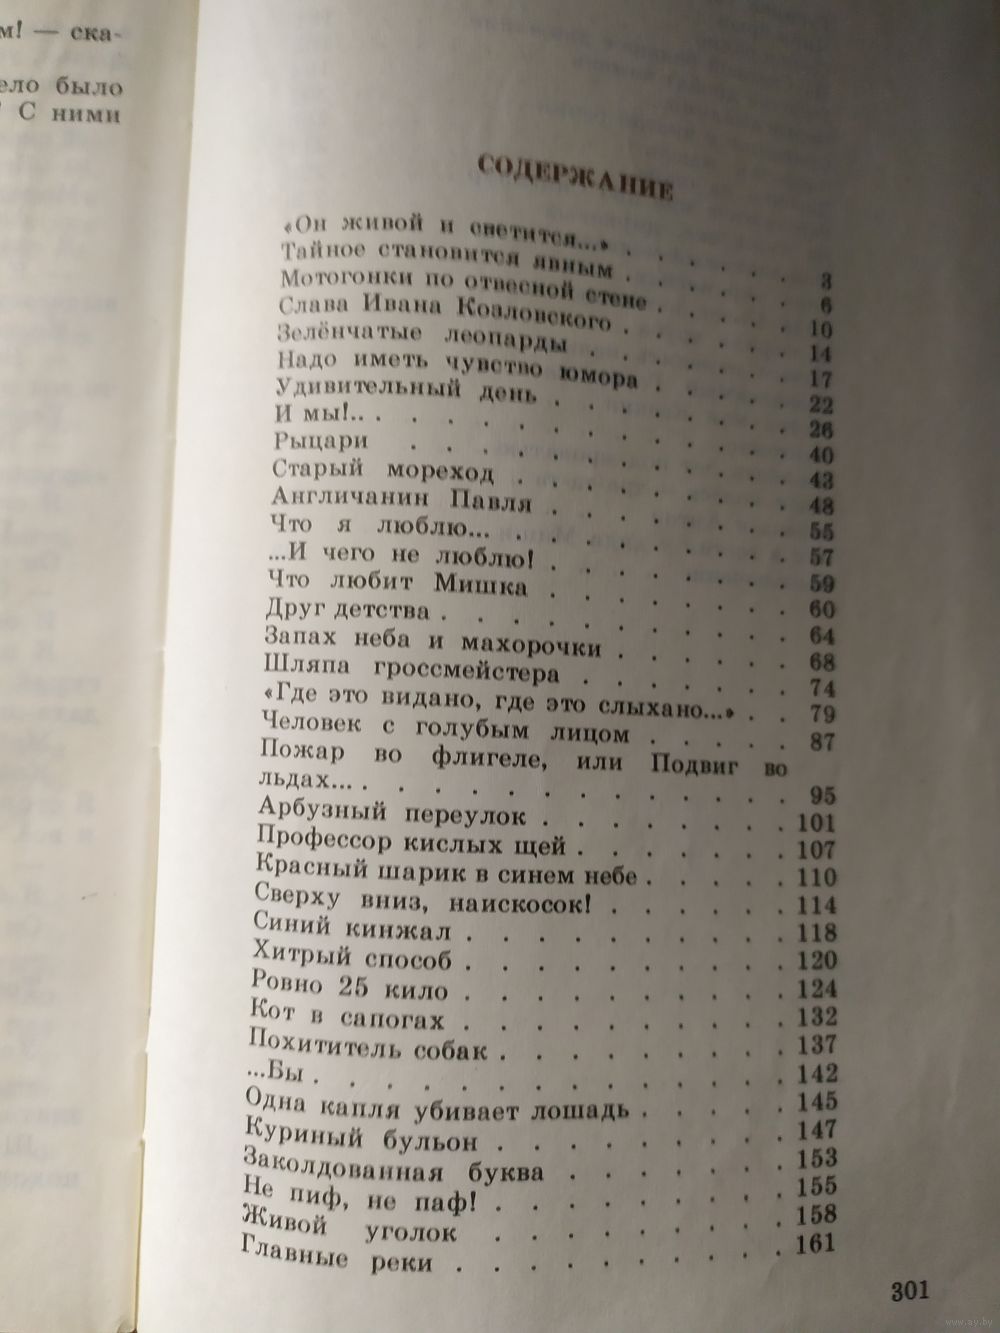 м! — ска-
ело было
С ними
СОДЕРЖАНИЕ
«Он живой и светится...» . . . . . . 3
Тайное становится явным . . . . . . 6
Мотогонки по отвесной стене . . . . . 10
Слава Ивана Козловского . . . . . . 14
Зелёнчатые леопарды . . . . . . . 17
Надо иметь чувство юмора . . . . . 22
Удивительный день . . . . . . . . 26
И мы!.. . . . . . . . . . . . 40
Рыцари . . . . . . . . . . . 43
Старый мореход . . . . . . . . . 48
Англичанин Павля . . . . . . . . 55
Что я люблю... . . . . . . . . . 57
...И чего не люблю! . . . . . . . . 59
Что любит Мишка . . . . . . . . 60
Друг детства . . . . . . . . . . . 64
Запах неба и махорочки . . . . . . 68
Шляпа гроссмейстера . . . . . . . 74
«Где это видано, где это слыхано...» . . 79
Человек с голубым лицом . . . . . 87
Пожар во флигеле, или Подвиг во
льдах... . . . . . . . . . . . . . 95
Арбузный переулок . . . . . . . . 101
Профессор кислых щей . . . . . . . 107
Красный шарик в синем небе . . . . . 110
Сверху вниз, наискосок! . . . . . . 114
Синий кинжал . . . . . . . . . . 118
Хитрый способ . . . . . . . . . . 120
Ровно 25 кило . . . . . . . . . . 124
Кот в сапогах . . . . . . . . . . 132
Похититель собак . . . . . . . . . 137
...Бы . . . . . . . . . . . . . . 142
Одна капля убивает лошадь . . . . . 145
Куриный бульон . . . . . . . . . 147
Заколдованная буква . . . . . . . 153
Не пиф, не паф! . . . . . . . . . 155
Живой уголок . . . . . . . . . 158
Главные реки . . . . . . . . . . 161
301
www.ay.by